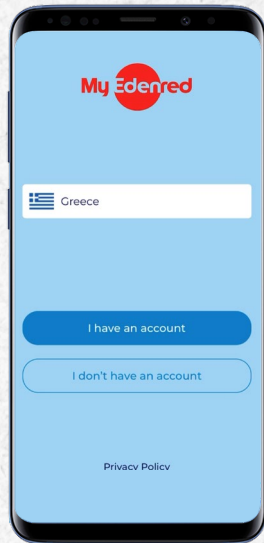 My Edenred
Greece
I have an account
I don't have an account
Privacy Policy